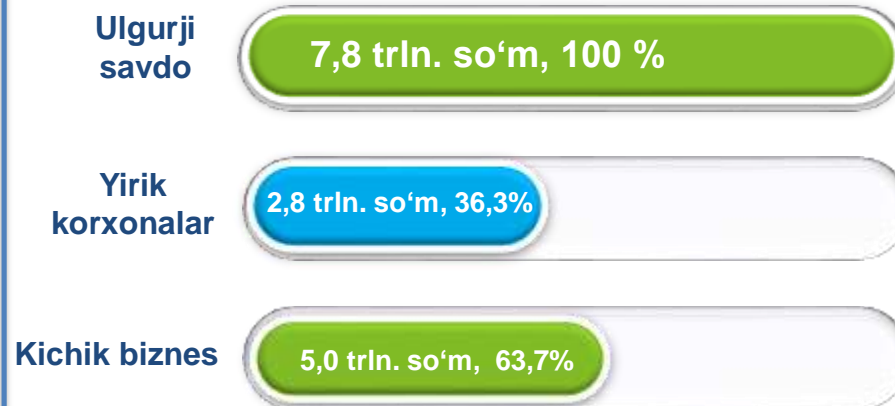 Ulgurji
savdo
7,8 trln. so‘m, 100 %
Yirik
korxonalar
2,8 trln. so‘m, 36,3%
Kichik biznes
5,0 trln. so‘m, 63,7%